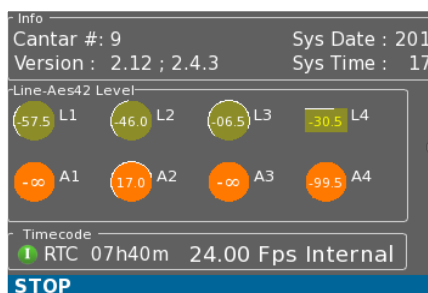 Info
Cantar #: 9 Sys Date : 201
Version : 2.12 ; 2.4.3 Sys Time : 17
Line-Aes42 Level
-57.5 L1 -46.0 L2 -06.5 L3 -30.5 L4
-∞ A1 17.0 A2 -∞ A3 -99.5 A4
Timecode
1 RTC 07h40m 24.00 Fps Internal
STOP